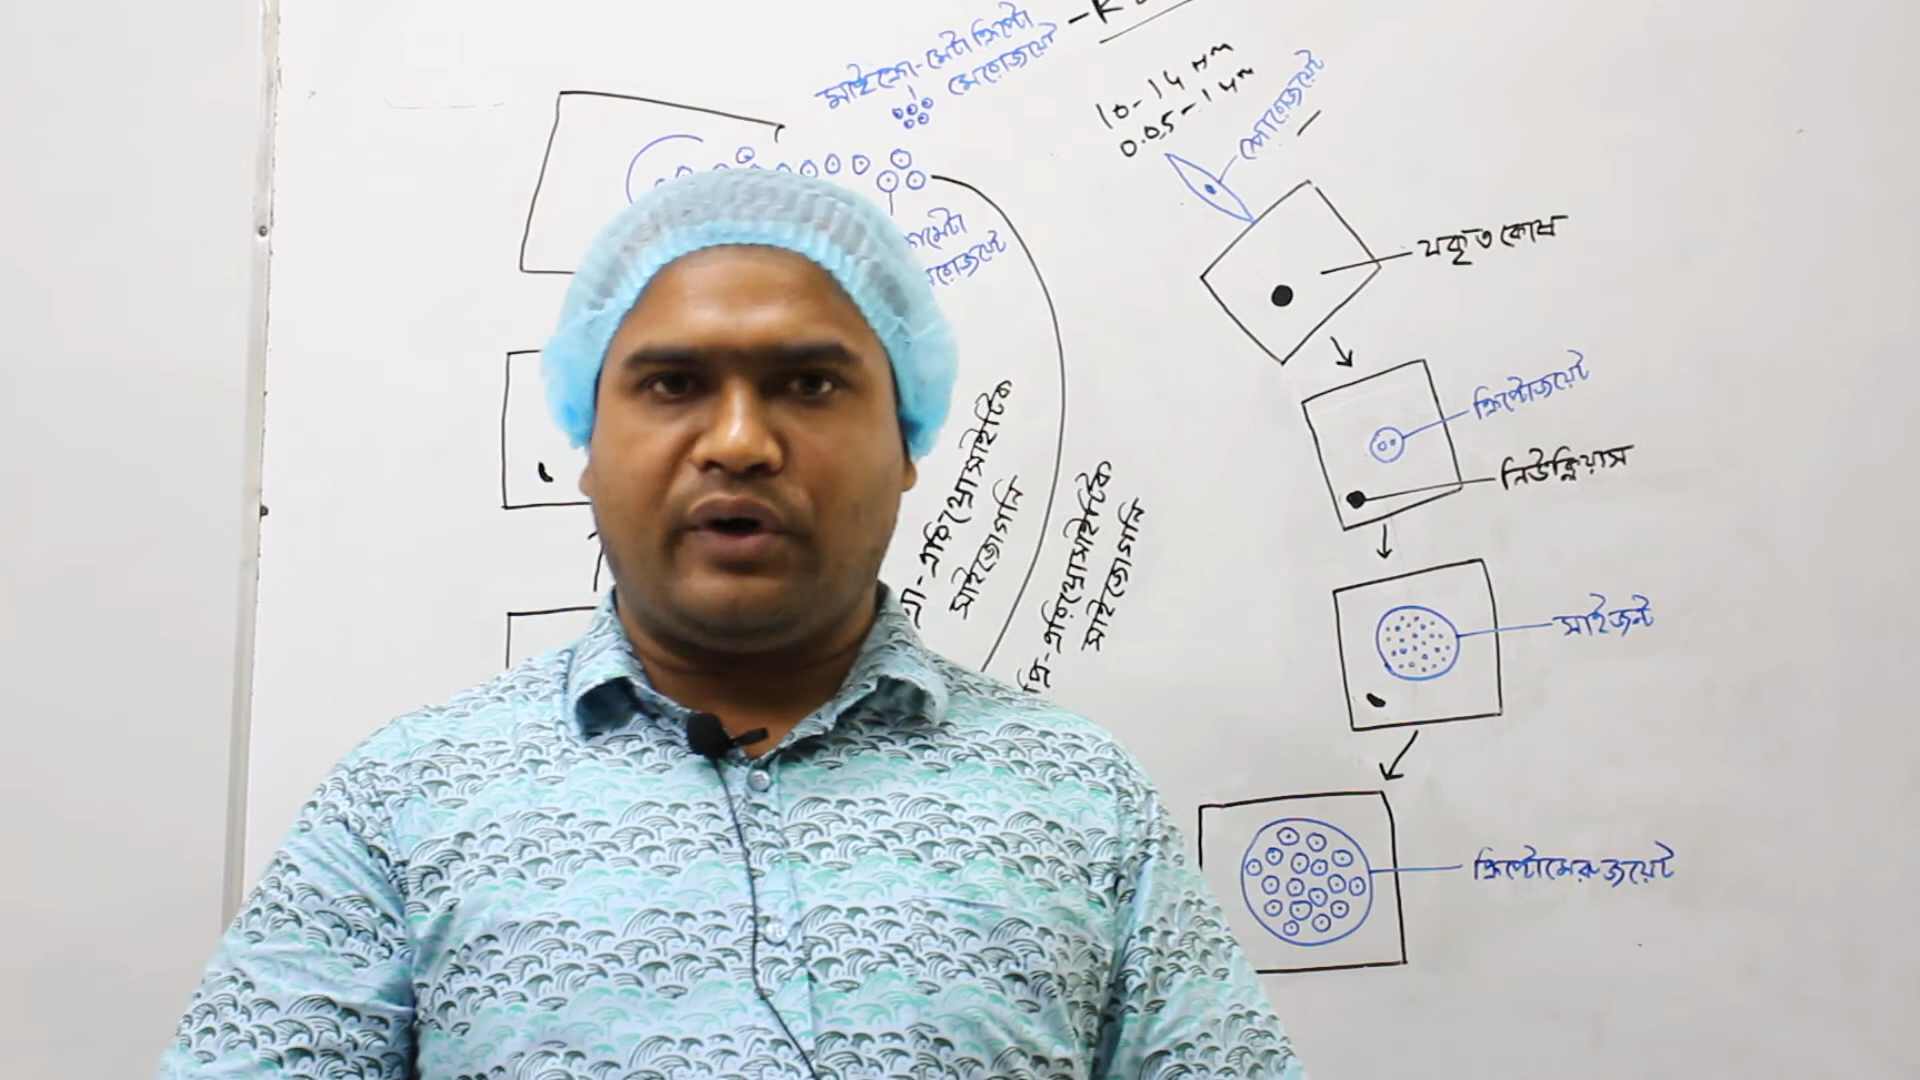 মাইক্রো-মেটাক্রিপ্টো
মেরোজয়েট
10-14 μm
0.05-1 μm
স্পোরোজয়েট
যকৃত কোষ
ক্রিপ্টোজয়েট
নিউক্লিয়াস
সাইজন্ট
ক্রিপ্টোমেরুজয়েট
এরিথ্রোসাইটিক
সাইজোগনি
প্রি-এরিথ্রোসাইটিক
সাইজোগনি